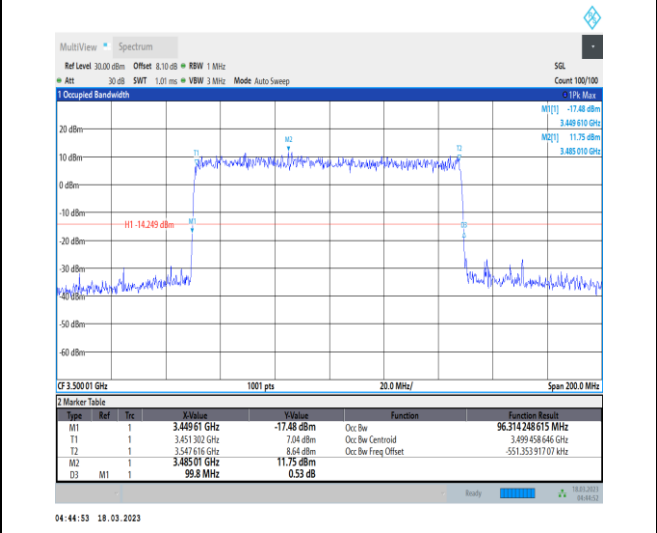 MultiView Spectrum
Ref Level 30.00 dBm Offset 8.10 dB RBW 1 MHz SGL
Att 30 dB SWT 1.01 ms VBW 3 MHz Mode Auto Sweep Count 100/100
1 Occupied Bandwidth 1Pk Max
M1[1] -17.48 dBm
3.449 610 GHz
M2[1] 11.75 dBm
3.485 010 GHz
20 dBm
M2
T1 T2
10 dBm
0 dBm
-10 dBm
H1 -14.249 dBm M1 D3
-20 dBm
-30 dBm
-40 dBm
-50 dBm
-60 dBm
CF 3.500 01 GHz 1001 pts 20.0 MHz/ Span 200.0 MHz
2 Marker Table
Type Ref Trc X-Value Y-Value Function Function Result
M1 1 3.449 61 GHz -17.48 dBm Occ Bw 96.314 248 615 MHz
T1 1 3.451 302 GHz 7.04 dBm Occ Bw Centroid 3.499 458 646 GHz
T2 1 3.547 616 GHz 8.64 dBm Occ Bw Freq Offset -551.353 917 07 kHz
M2 1 3.485 01 GHz 11.75 dBm
D3 M1 1 99.8 MHz 0.53 dB
Ready 18.03.2023
04:44:52
04:44:53 18.03.2023